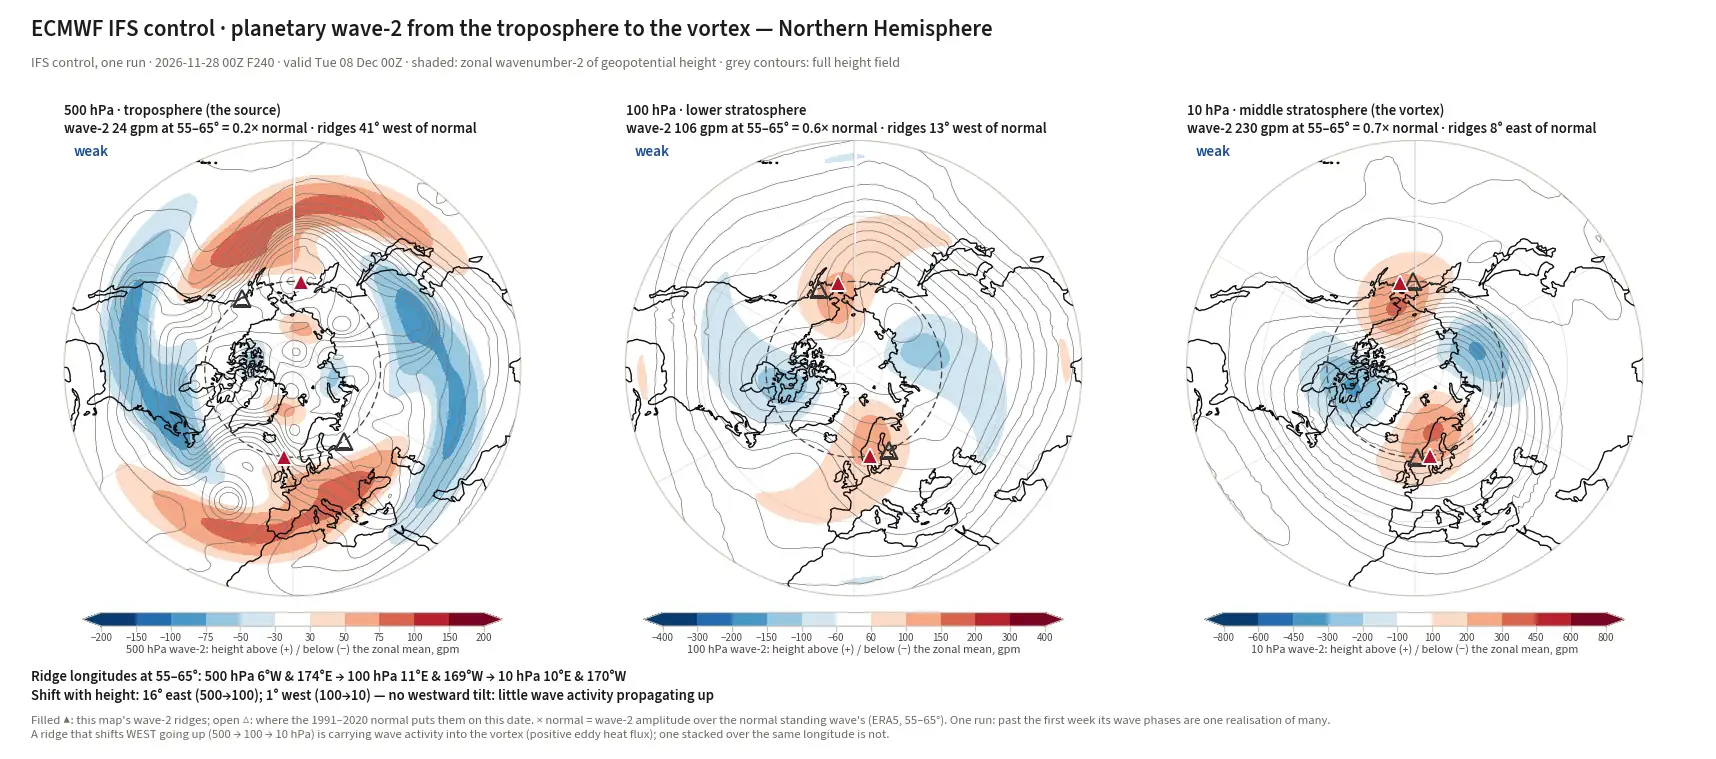 ECMWF IFS control · planetary wave-2 from the troposphere to the vortex — Northern Hemisphere
IFS control, one run · 2026-11-28 00Z F240 · valid Tue 08 Dec 00Z · shaded: zonal wavenumber-2 of geopotential height · grey contours: full height field
500 hPa · troposphere (the source)
wave-2 24 gpm at 55–65° = 0.2× normal · ridges 41° west of normal
weak
100 hPa · lower stratosphere
wave-2 106 gpm at 55–65° = 0.6× normal · ridges 13° west of normal
weak
10 hPa · middle stratosphere (the vortex)
wave-2 230 gpm at 55–65° = 0.7× normal · ridges 8° east of normal
weak
−200 −150 −100 −75 −50 −30 30 50 75 100 150 200
500 hPa wave-2: height above (+) / below (−) the zonal mean, gpm
−400 −300 −200 −150 −100 −60 60 100 150 200 300 400
100 hPa wave-2: height above (+) / below (−) the zonal mean, gpm
−800 −600 −450 −300 −200 −100 100 200 300 450 600 800
10 hPa wave-2: height above (+) / below (−) the zonal mean, gpm
Ridge longitudes at 55–65°: 500 hPa 6°W & 174°E → 100 hPa 11°E & 169°W → 10 hPa 10°E & 170°W
Shift with height: 16° east (500→100); 1° west (100→10) — no westward tilt: little wave activity propagating up
Filled ▲: this map's wave-2 ridges; open △: where the 1991–2020 normal puts them on this date. × normal = wave-2 amplitude over the normal standing wave's (ERA5, 55–65°). One run: past the first week its wave phases are one realisation of many.
A ridge that shifts WEST going up (500 → 100 → 10 hPa) is carrying wave activity into the vortex (positive eddy heat flux); one stacked over the same longitude is not.